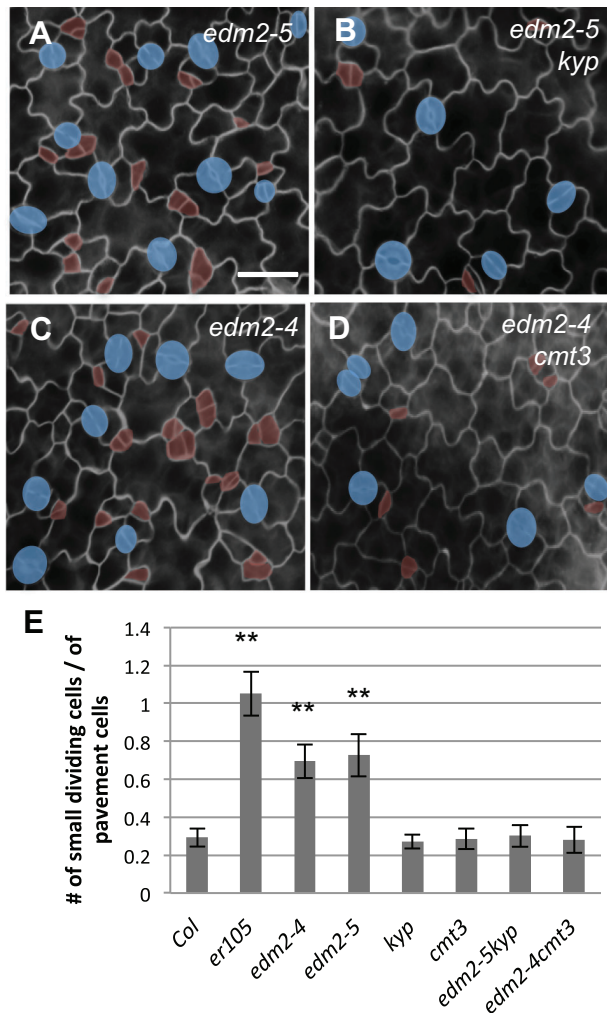 A
edm2-5
B
edm2-5
kyp
C
edm2-4
D
edm2-4
cmt3
E
# of small dividing cells / of
pavement cells
1.4
1.2
1
0.8
0.6
0.4
0.2
0
**
**
**
Col
er105
edm2-4
edm2-5
kyp
cmt3
edm2-5kyp
edm2-4cmt3